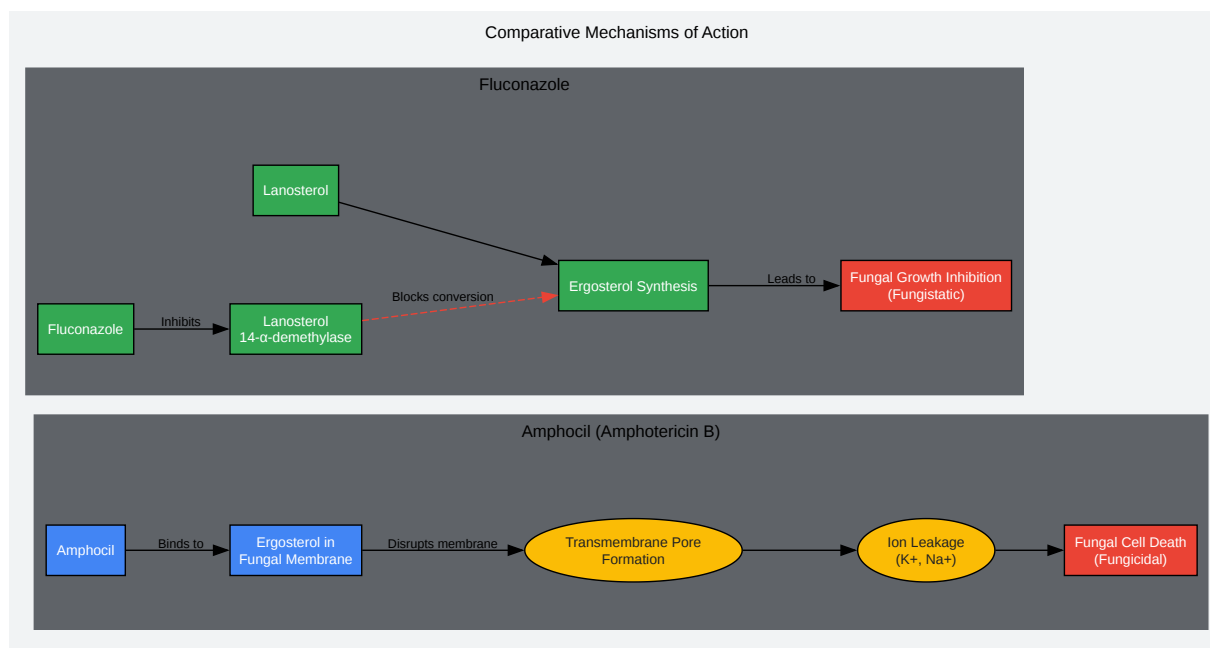 Comparative Mechanisms of Action
Fluconazole
Lanosterol
Fluconazole
Inhibits
Lanosterol
14-α-demethylase
Blocks conversion
Ergosterol Synthesis
Leads to
Fungal Growth Inhibition
(Fungistatic)
Amphocil (Amphotericin B)
Amphocil
Binds to
Ergosterol in
Fungal Membrane
Disrupts membrane
Transmembrane Pore
Formation
Ion Leakage
(K+, Na+)
Fungal Cell Death
(Fungicidal)